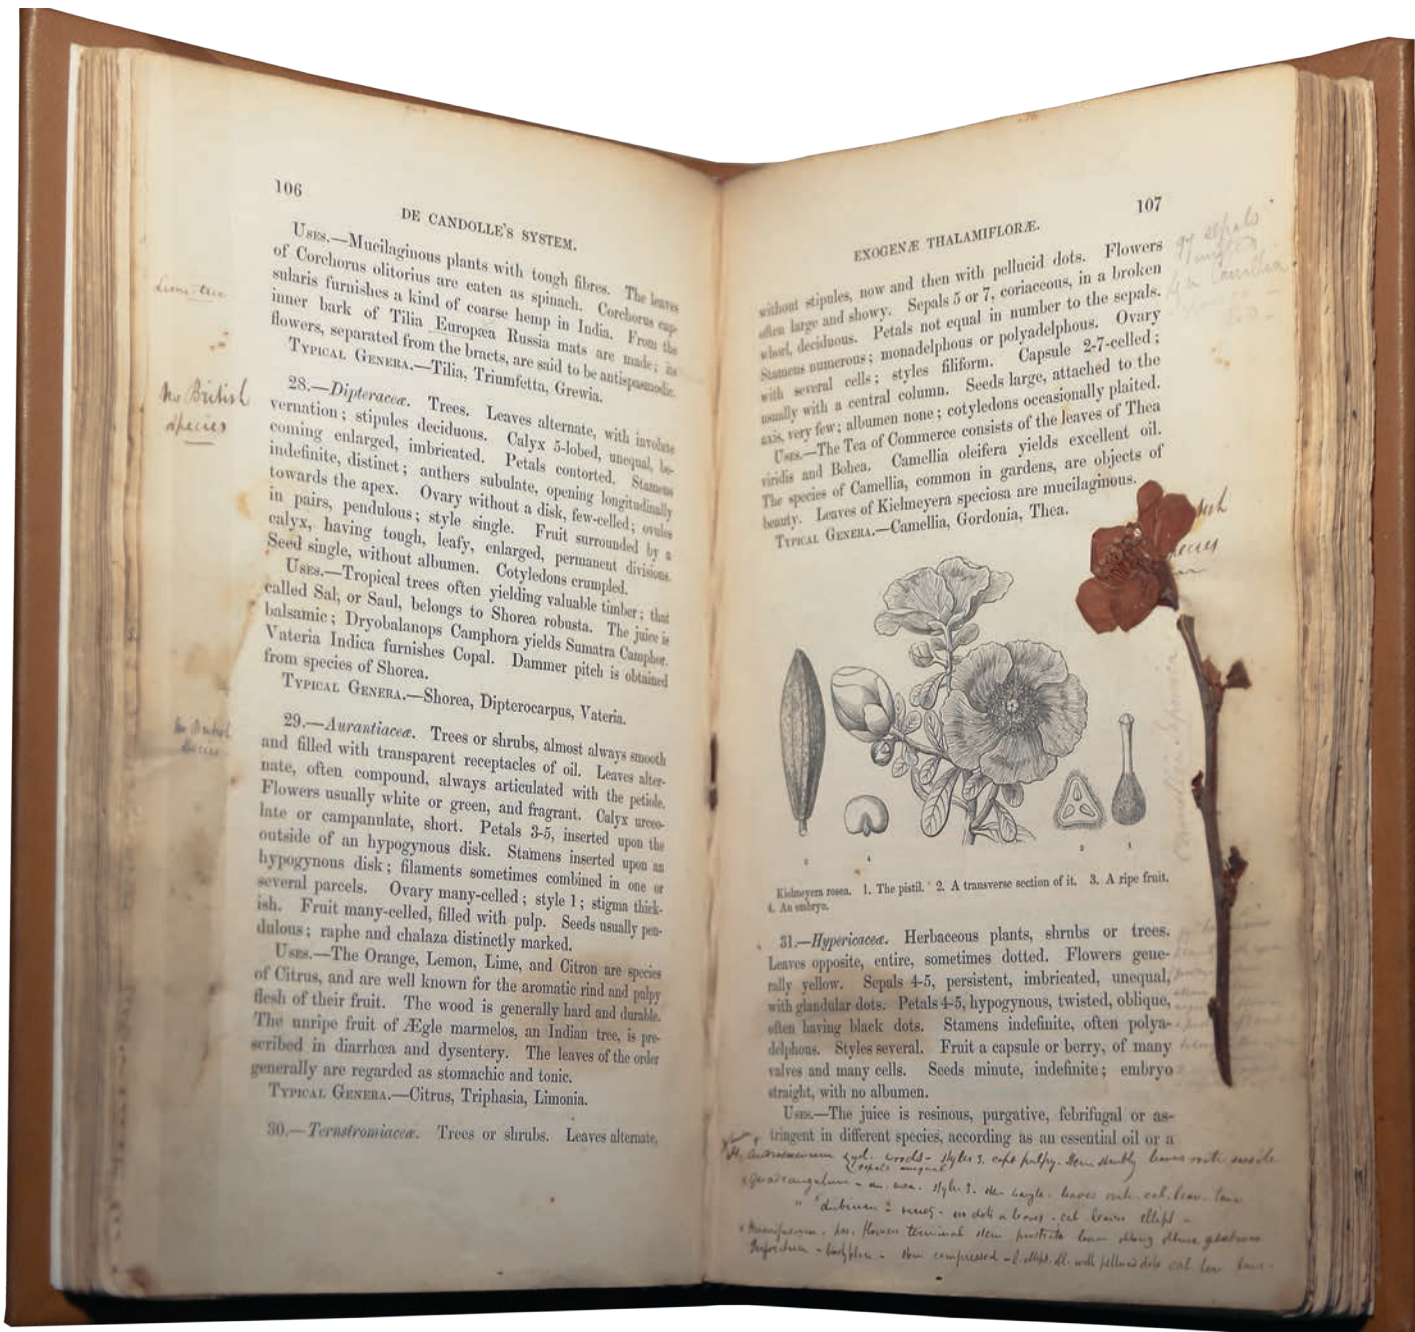 106
DE CANDOLLE'S SYSTEM.
USES.—Mucilaginous plants with tough fibres. The leaves
of Corchorus olitorius are eaten as spinach. Corchorus cap-
sularis furnishes a kind of coarse hemp in India. From the
inner bark of Tilia Europæa Russia mats are made; its
flowers, separated from the bracts, are said to be antispasmodic.
TYPICAL GENERA.—Tilia, Triumfetta, Grewia.
28.—Dipteraceæ. Trees. Leaves alternate, with involute
vernation; stipules deciduous. Calyx 5-lobed, unequal, be-
coming enlarged, imbricated. Petals contorted. Stamens
indefinite, distinct; anthers subulate, opening longitudinally
towards the apex. Ovary without a disk, few-celled; ovules
in pairs, pendulous; style single. Fruit surrounded by a
calyx, having tough, leafy, enlarged, permanent divisions.
Seed single, without albumen. Cotyledons crumpled.
USES.—Tropical trees often yielding valuable timber; that
called Sal, or Saul, belongs to Shorea robusta. The juice is
balsamic; Dryobalanops Camphora yields Sumatra Camphor.
Vateria Indica furnishes Copal. Dammer pitch is obtained
from species of Shorea.
TYPICAL GENERA.—Shorea, Dipterocarpus, Vateria.
29.—Aurantiaceæ. Trees or shrubs, almost always smooth
and filled with transparent receptacles of oil. Leaves alter-
nate, often compound, always articulated with the petiole.
Flowers usually white or green, and fragrant. Calyx urceo-
late or campanulate, short. Petals 3-5, inserted upon the
outside of an hypogynous disk. Stamens inserted upon an
hypogynous disk; filaments sometimes combined in one or
several parcels. Ovary many-celled; style 1; stigma thick-
ish. Fruit many-celled, filled with pulp. Seeds usually pen-
dulous; raphe and chalaza distinctly marked.
USES.—The Orange, Lemon, Lime, and Citron are species
of Citrus, and are well known for the aromatic rind and pulpy
flesh of their fruit. The wood is generally hard and durable.
The unripe fruit of Ægle marmelos, an Indian tree, is pre-
scribed in diarrhœa and dysentery. The leaves of the order
generally are regarded as stomachic and tonic.
TYPICAL GENERA.—Citrus, Triphasia, Limonia.
30.—Ternstromiaceæ. Trees or shrubs. Leaves alternate,
Lime-tree
No British
species
No British
species
107
EXOGENÆ THALAMIFLORÆ.
without stipules, now and then with pellucid dots. Flowers
often large and showy. Sepals 5 or 7, coriaceous, in a broken
whorl, deciduous. Petals not equal in number to the sepals.
Stamens numerous; monadelphous or polyadelphous. Ovary
with several cells; styles filiform. Capsule 2-7-celled;
usually with a central column. Seeds large, attached to the
axis, very few; albumen none; cotyledons occasionally plaited.
USES.—The Tea of Commerce consists of the leaves of Thea
viridis and Bohea. Camellia oleifera yields excellent oil.
The species of Camellia, common in gardens, are objects of
beauty. Leaves of Kielmeyera speciosa are mucilaginous.
TYPICAL GENERA.—Camellia, Gordonia, Thea.
3 4 2 1
Kielmeyera rosea. 1. The pistil. 2. A transverse section of it. 3. A ripe fruit.
4. An embryo.
31.—Hypericaceæ. Herbaceous plants, shrubs or trees.
Leaves opposite, entire, sometimes dotted. Flowers gene-
rally yellow. Sepals 4-5, persistent, imbricated, unequal,
with glandular dots. Petals 4-5, hypogynous, twisted, oblique,
often having black dots. Stamens indefinite, often polya-
delphous. Styles several. Fruit a capsule or berry, of many
valves and many cells. Seeds minute, indefinite; embryo
straight, with no albumen.
USES.—The juice is resinous, purgative, febrifugal or as-
tringent in different species, according as an essential oil or a
sepals
Camellia
woods - styles 3.
sepals unequal
leaves
leaves ellipt -
flowers terminal stem
stem compressed